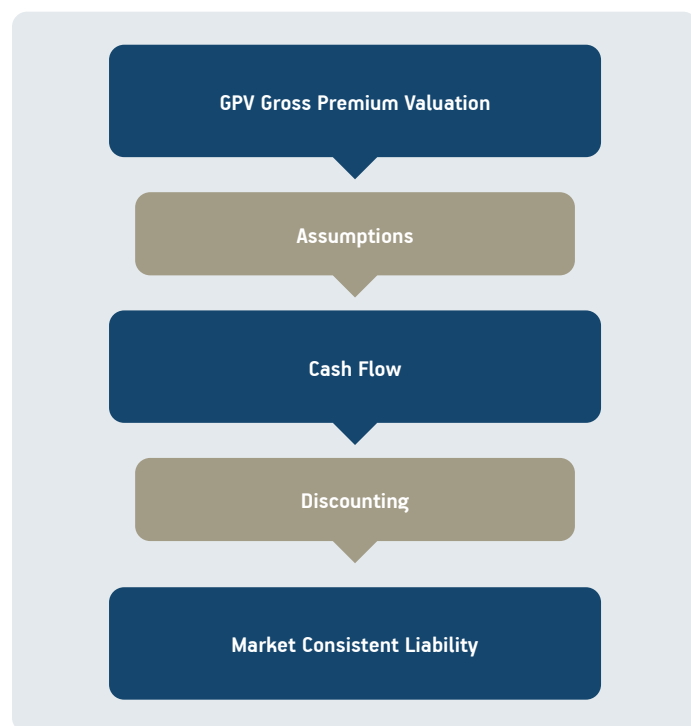 GPV Gross Premium Valuation
Assumptions
Cash Flow
Discounting
Market Consistent Liability